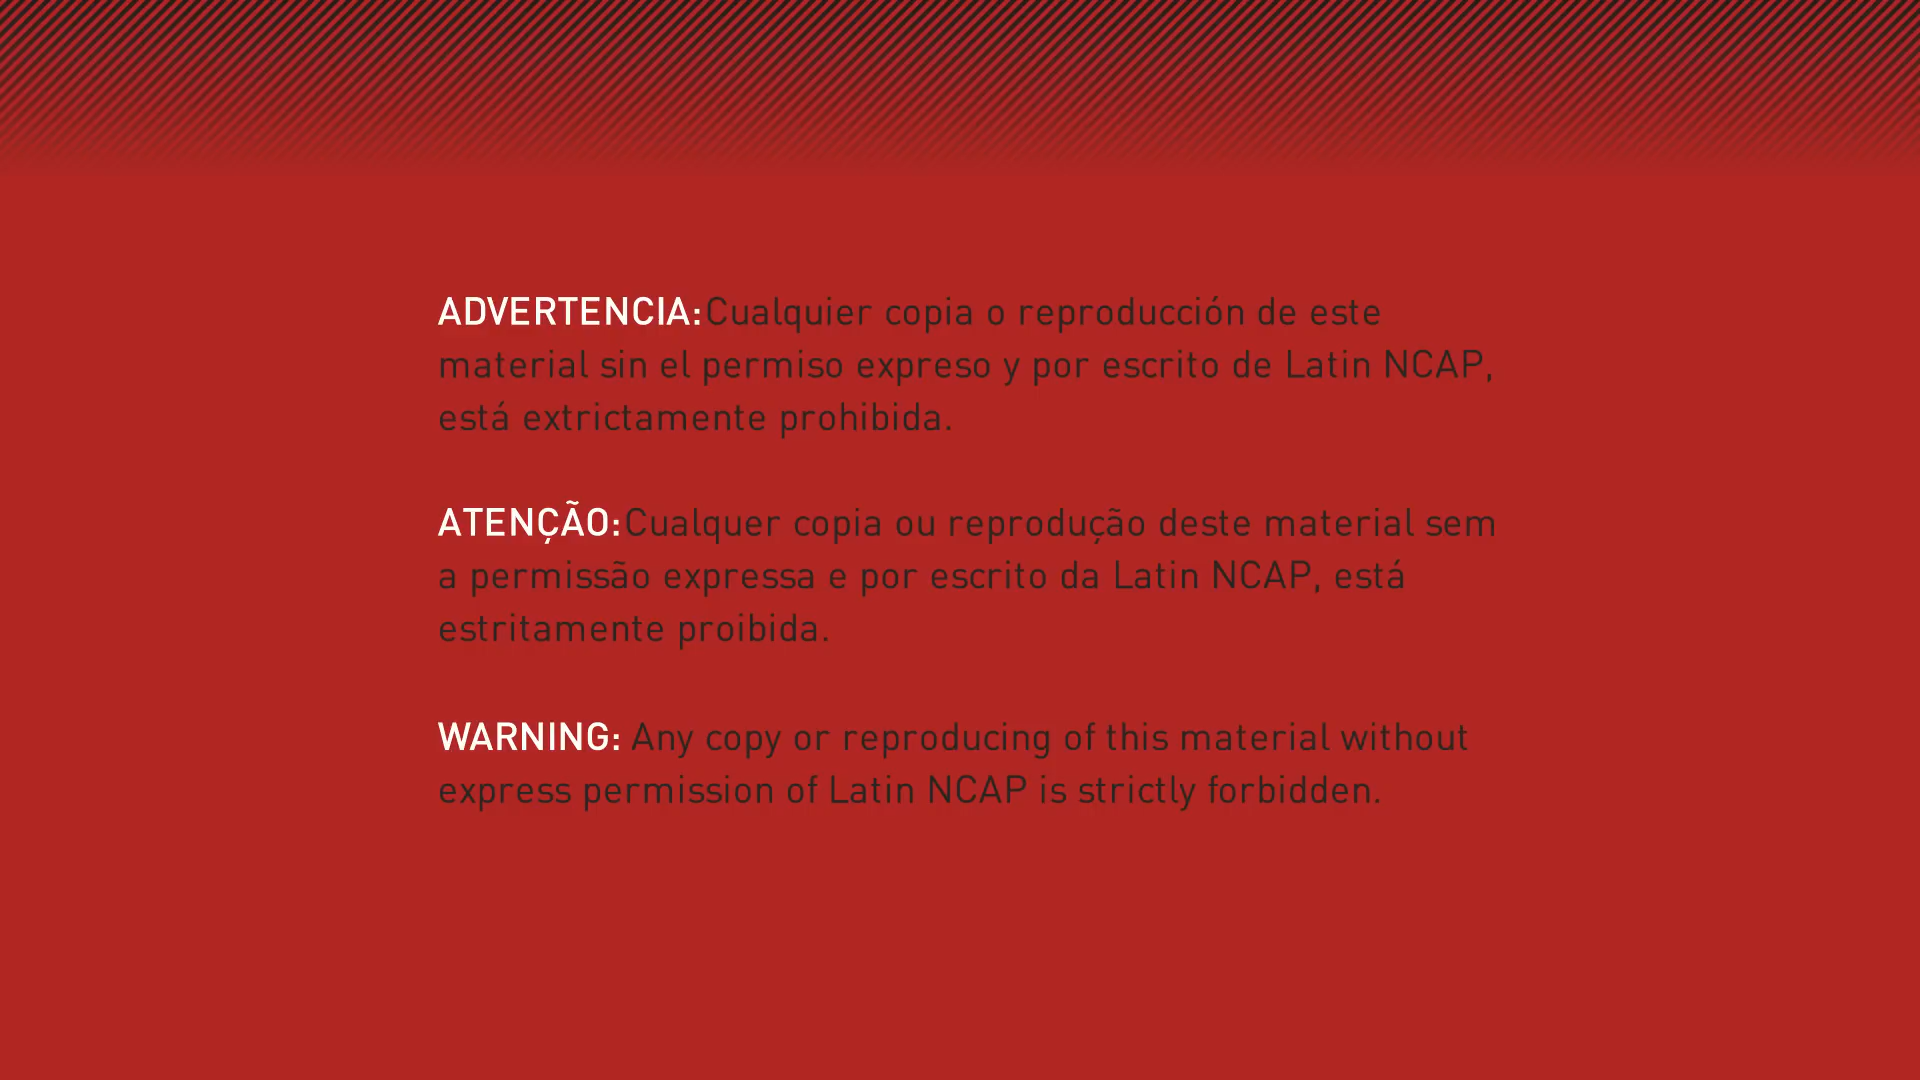 ADVERTENCIA: Cualquier copia o reproducción de este
material sin el permiso expreso y por escrito de Latin NCAP,
está extrictamente prohibida.
ATENÇÃO: Cualquer copia ou reprodução deste material sem
a permissão expressa e por escrito da Latin NCAP, está
estritamente proibida.
WARNING: Any copy or reproducing of this material without
express permission of Latin NCAP is strictly forbidden.